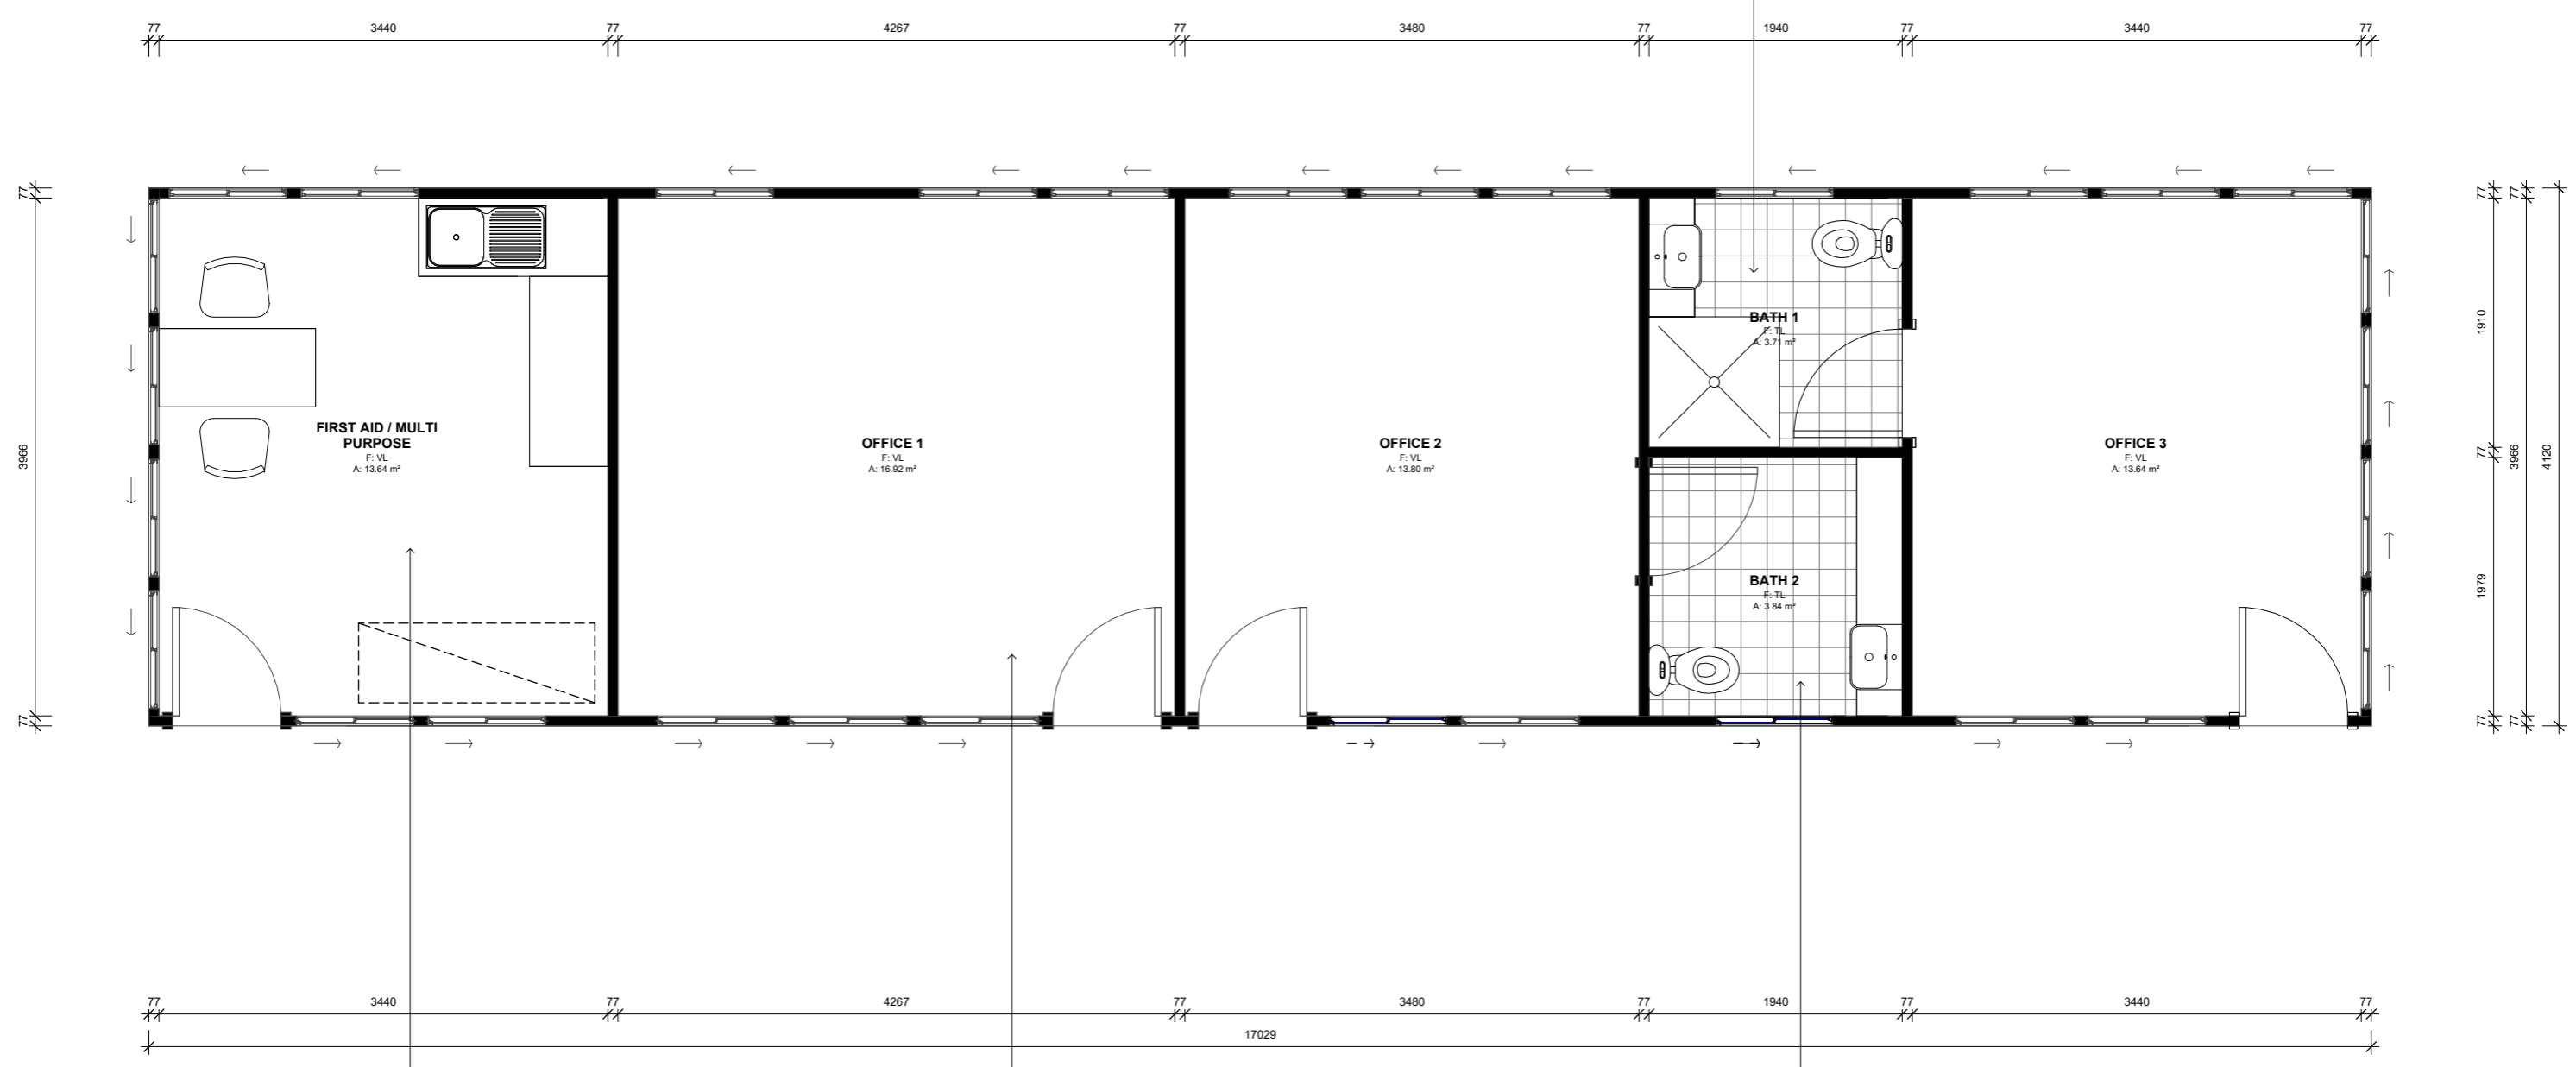 77 3440 77 4267 77 3480 77 1940 77 3440 77
77
3966
77
77
1910
77
1979
77
77
3966
77
4120
FIRST AID / MULTI
PURPOSE
F: VL
A: 13.64 m²
OFFICE 1
F: VL
A: 16.92 m²
OFFICE 2
F: VL
A: 13.80 m²
BATH 1
F: TL
A: 3.71 m²
BATH 2
F: TL
A: 3.84 m²
OFFICE 3
F: VL
A: 13.64 m²
77 3440 77 4267 77 3480 77 1940 77 3440 77
17029